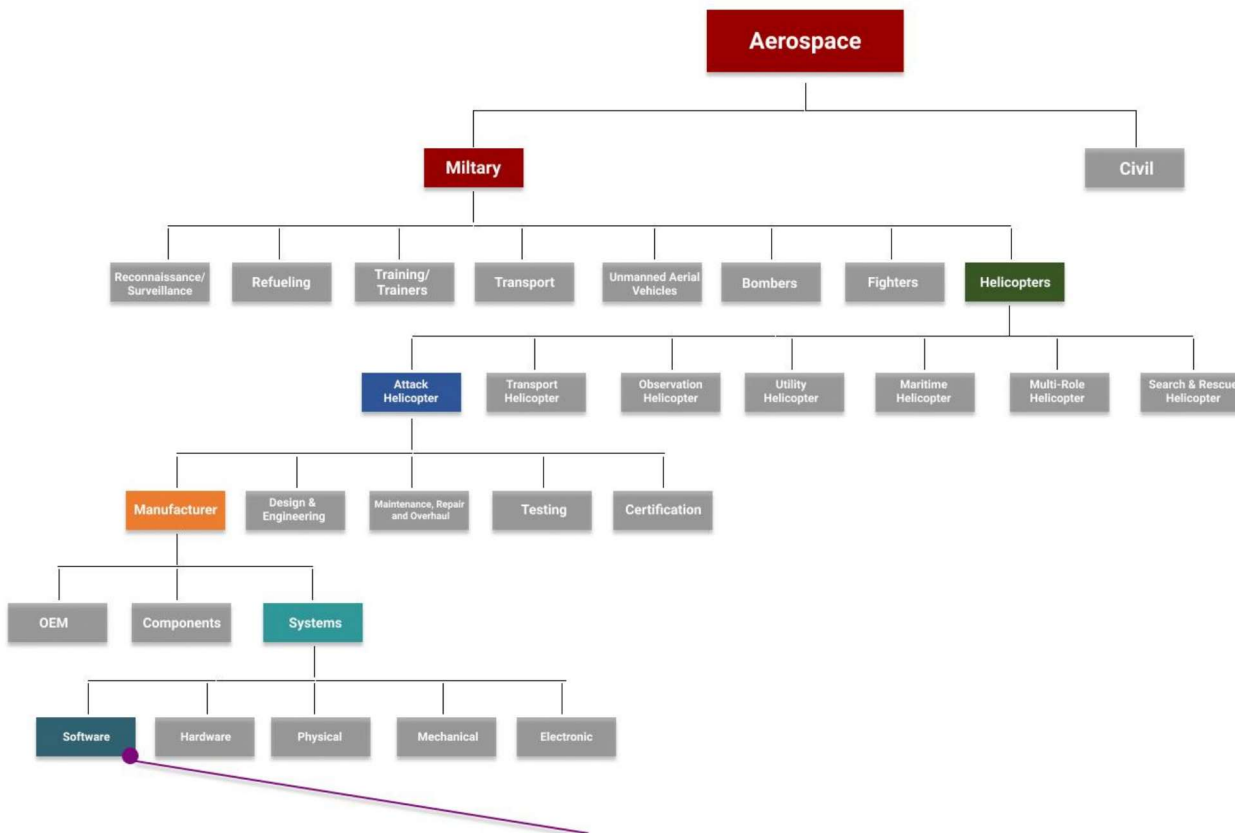 Aerospace
Miltary
Civil
Reconnaissance/
Surveillance
Refueling
Training/
Trainers
Transport
Unmanned Aerial
Vehicles
Bombers
Fighters
Helicopters
Attack
Helicopter
Transport
Helicopter
Observation
Helicopter
Utility
Helicopter
Maritime
Helicopter
Multi-Role
Helicopter
Search & Rescue
Helicopter
Manufacturer
Design &
Engineering
Maintenance, Repair
and Overhaul
Testing
Certification
OEM
Components
Systems
Software
Hardware
Physical
Mechanical
Electronic